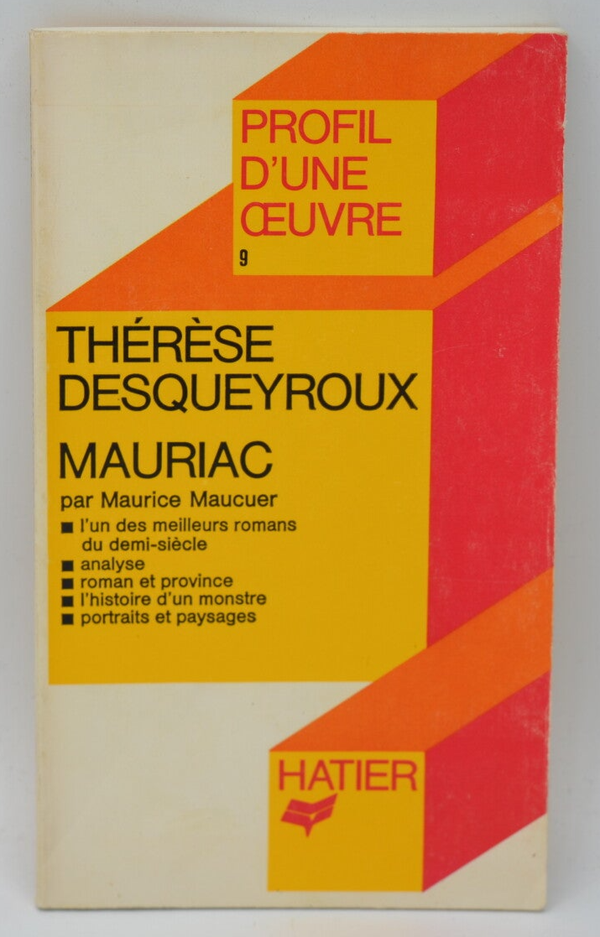 PROFIL
D'UNE
ŒUVRE
9
THÉRÈSE
DESQUEYROUX
MAURIAC
par Maurice Maucuer
■ l'un des meilleurs romans
du demi-siècle
■ analyse
■ roman et province
■ l'histoire d'un monstre
■ portraits et paysages
HATIER